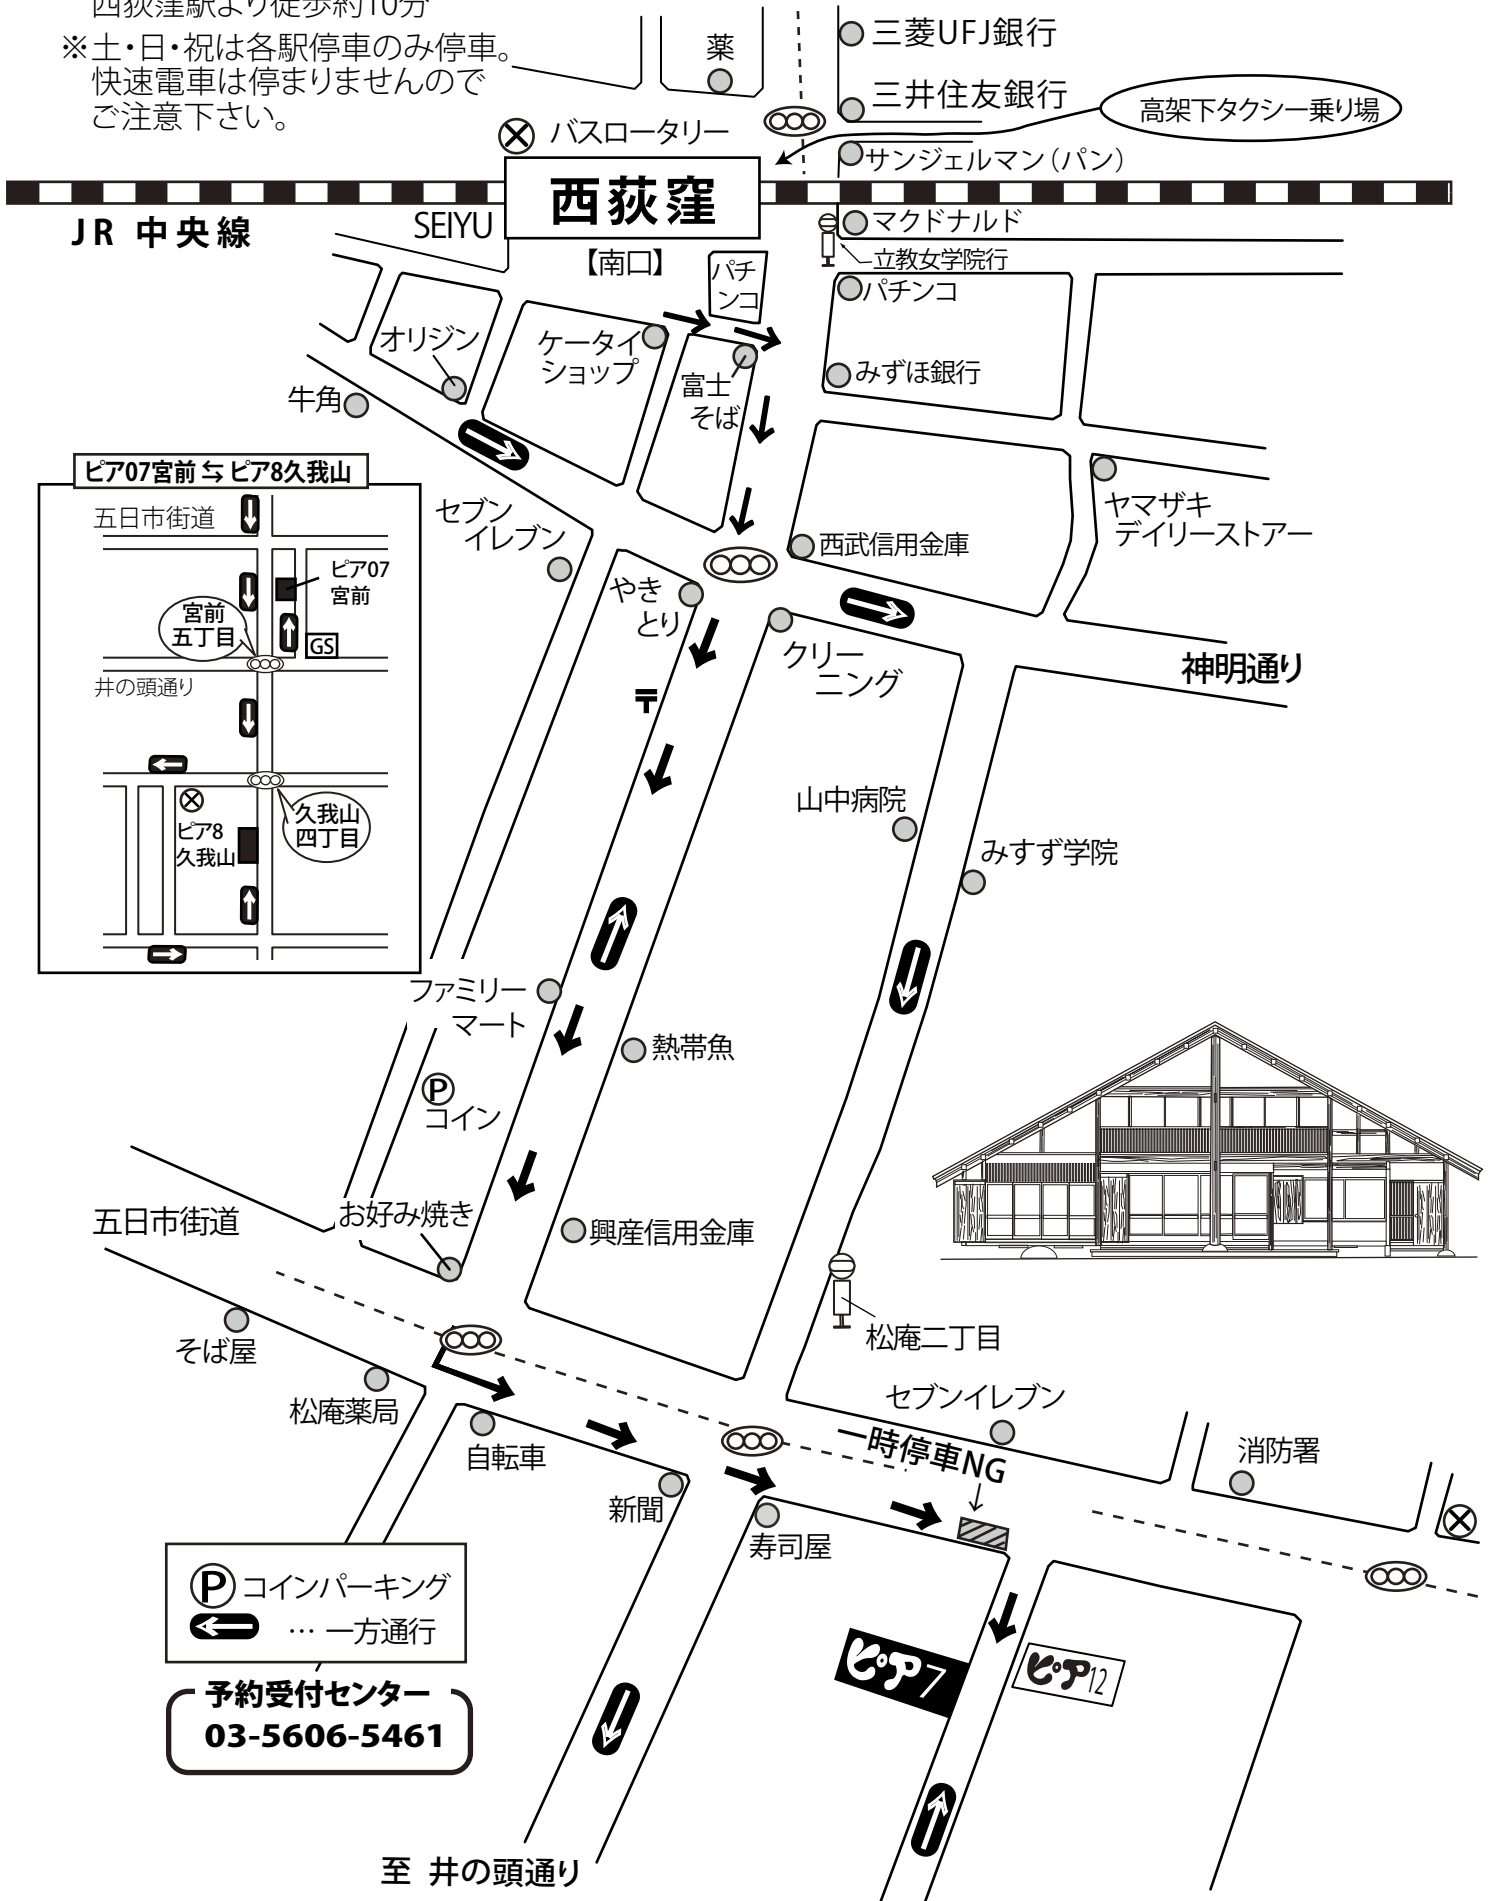 西荻窪駅より徒歩約10分
※土・日・祝は各駅停車のみ停車。
快速電車は停まりませんので
ご注意下さい。
薬
三菱UFJ銀行
三井住友銀行
高架下タクシー乗り場
バスロータリー
サンジェルマン（パン）
西荻窪
JR 中央線
SEIYU
マクドナルド
【南口】
立教女学院行
パチ
ンコ
パチンコ
オリジン
ケータイ
ショップ
富士
そば
みずほ銀行
牛角
ピア07宮前 ⇆ ピア8久我山
五日市街道
ピア07
宮前
宮前
五丁目
GS
井の頭通り
久我山
四丁目
ピア8
久我山
セブン
イレブン
西武信用金庫
ヤマザキ
デイリーストアー
やき
とり
クリー
ニング
神明通り
〒
山中病院
みすず学院
ファミリー
マート
熱帯魚
P
コイン
五日市街道
お好み焼き
興産信用金庫
そば屋
松庵二丁目
松庵薬局
セブンイレブン
自転車
一時停車NG
消防署
新聞
寿司屋
P コインパーキング
… 一方通行
ピア7
ピア12
予約受付センター
03-5606-5461
至 井の頭通り